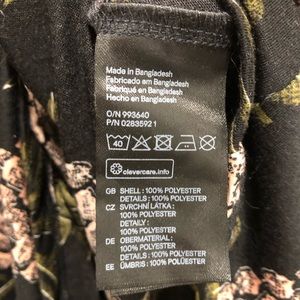 Made in Bangladesh
Fabricado em Bangladesh
Fabriqué en Bangladesh
Hecho en Bangladesh
O/N 993640
P/N 02835921
40
clevercare.info
GB SHELL: 100% POLYESTER
DETAILS: 100% POLYESTER
CZ SVRCHNÍ LÁTKA:
100% POLYESTER
DETAILY:
100% POLYESTER
DE OBERMATERIAL:
100% POLYESTER
DETAILS: 100% POLYESTER
EE ÜMBRIS: 100% POLÜESTER